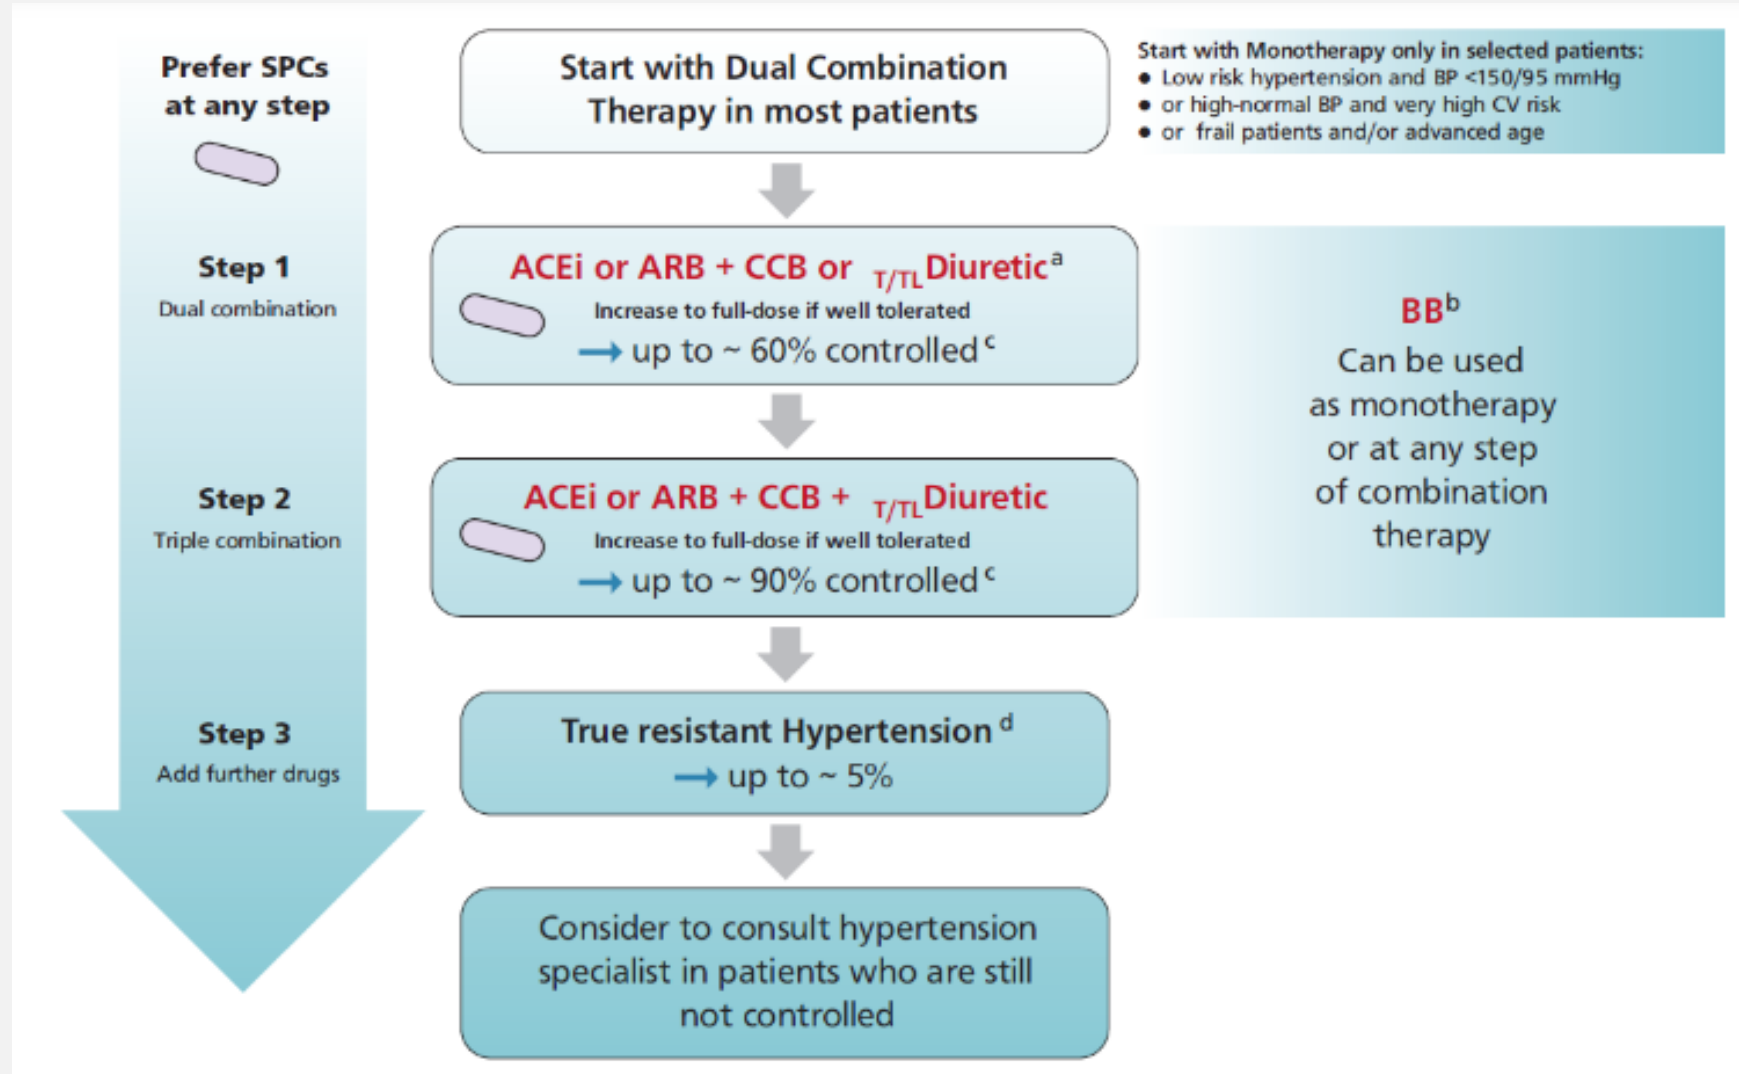 Prefer SPCs
at any step
Start with Dual Combination
Therapy in most patients
Start with Monotherapy only in selected patients:
● Low risk hypertension and BP <150/95 mmHg
● or high-normal BP and very high CV risk
● or frail patients and/or advanced age
Step 1
Dual combination
ACEi or ARB + CCB or T/TL Diuretic a
Increase to full-dose if well tolerated
→ up to ~ 60% controlled c
BB b
Can be used
as monotherapy
or at any step
of combination
therapy
Step 2
Triple combination
ACEi or ARB + CCB + T/TL Diuretic
Increase to full-dose if well tolerated
→ up to ~ 90% controlled c
Step 3
Add further drugs
True resistant Hypertension d
→ up to ~ 5%
Consider to consult hypertension
specialist in patients who are still
not controlled